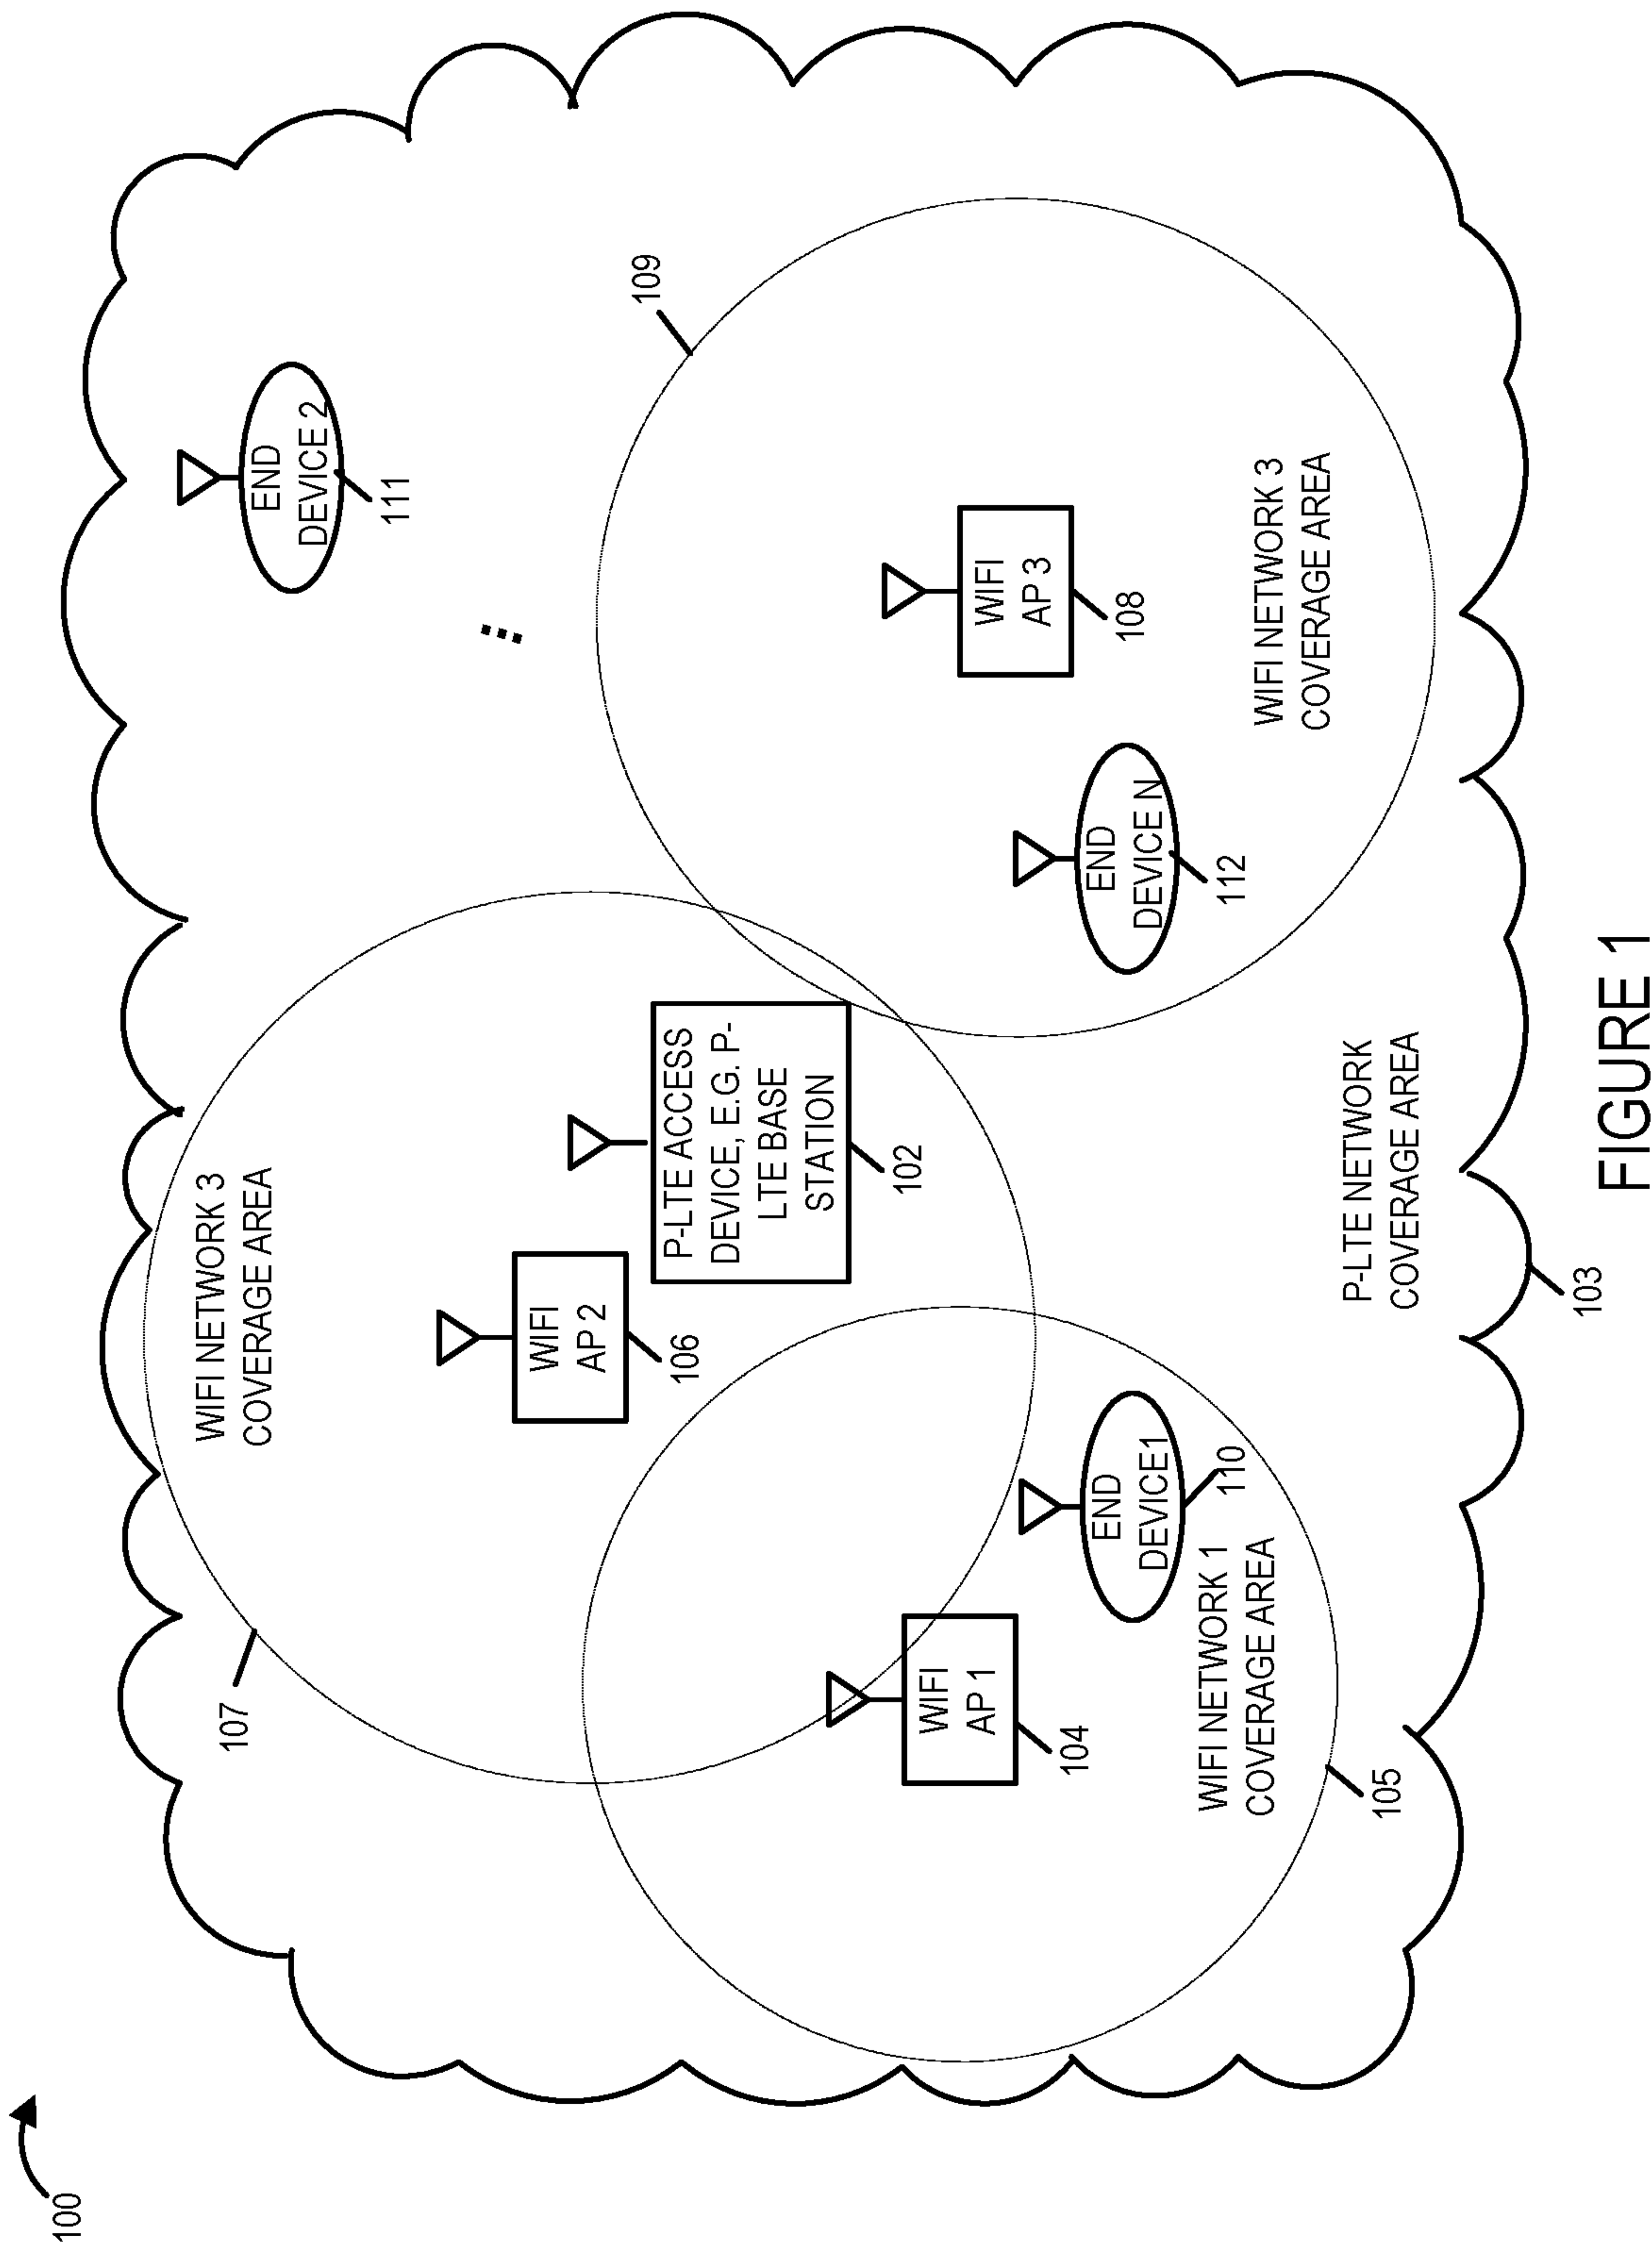 100
107
WIFI NETWORK 3
COVERAGE AREA
END
DEVICE 2
111
109
WIFI
AP 2
106
P-LTE ACCESS
DEVICE, E.G. P-
LTE BASE
STATION
102
WIFI
AP 1
104
END
DEVICE1
110
WIFI NETWORK 1
COVERAGE AREA
105
WIFI
AP 3
108
END
DEVICE N
112
WIFI NETWORK 3
COVERAGE AREA
P-LTE NETWORK
COVERAGE AREA
103
FIGURE 1